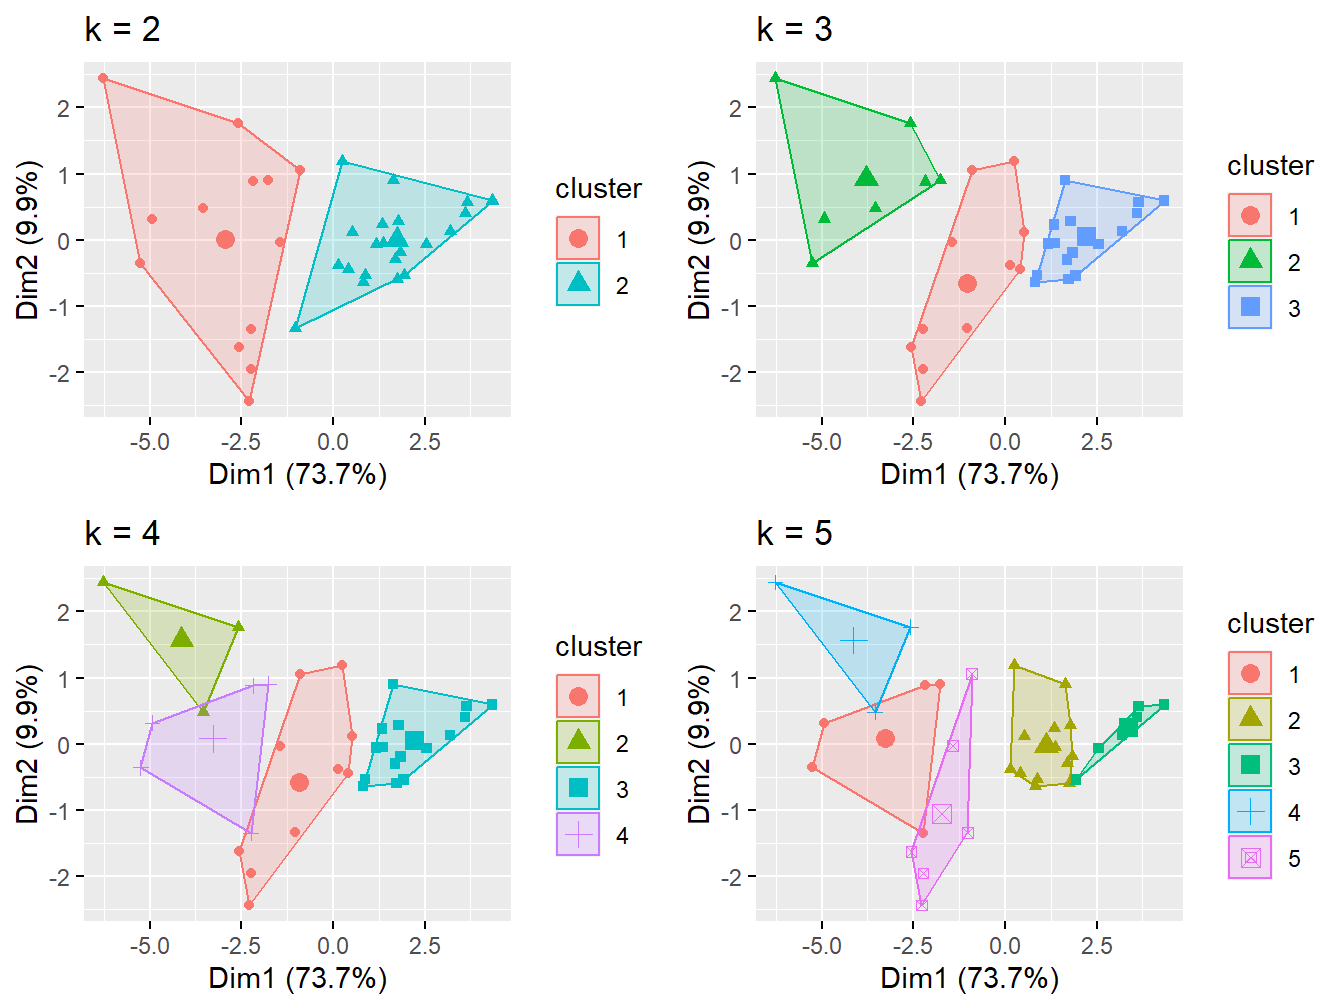 k = 2
2
1
0
-1
-2
Dim2 (9.9%)
-5.0 -2.5 0.0 2.5
Dim1 (73.7%)
cluster
1
2
k = 3
2
1
0
-1
-2
Dim2 (9.9%)
-5.0 -2.5 0.0 2.5
Dim1 (73.7%)
cluster
1
2
3
k = 4
2
1
0
-1
-2
Dim2 (9.9%)
-5.0 -2.5 0.0 2.5
Dim1 (73.7%)
cluster
1
2
3
4
k = 5
2
1
0
-1
-2
Dim2 (9.9%)
-5.0 -2.5 0.0 2.5
Dim1 (73.7%)
cluster
1
2
3
4
5